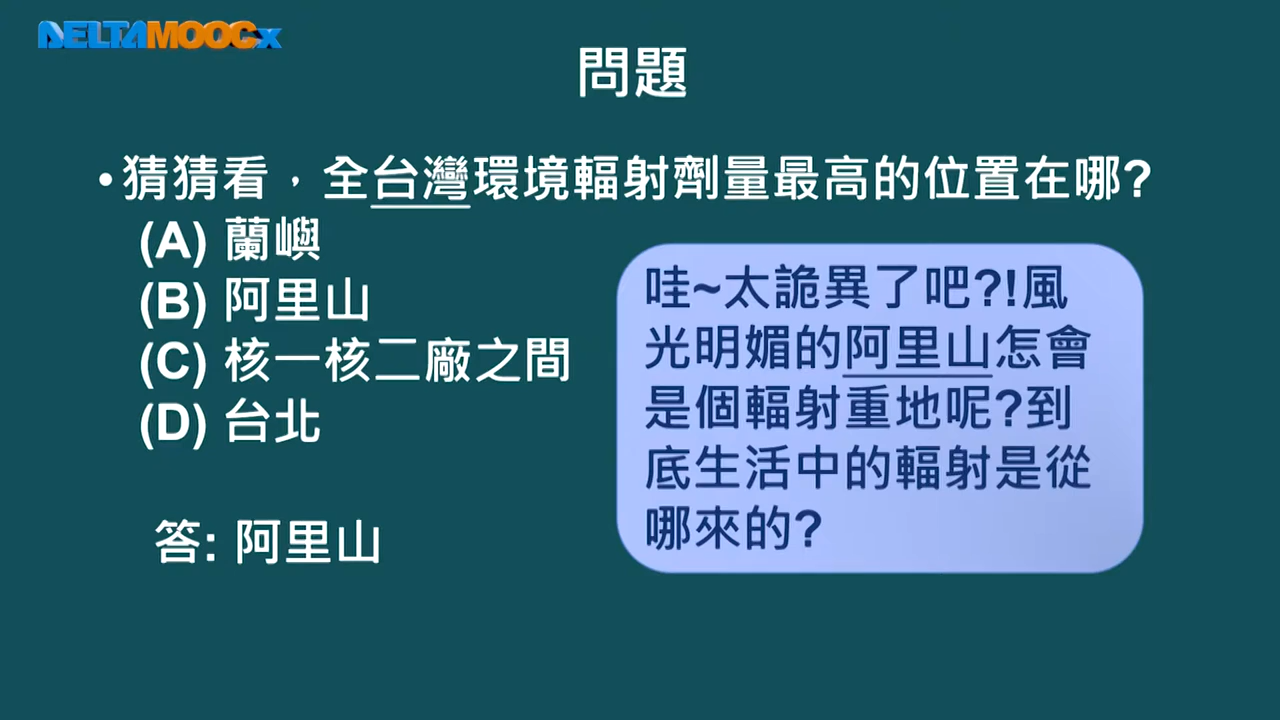 DELTAMOOCx
問題
•猜猜看，全台灣環境輻射劑量最高的位置在哪?
(A) 蘭嶼
(B) 阿里山
(C) 核一核二廠之間
(D) 台北
答: 阿里山
哇~太詭異了吧?!風
光明媚的阿里山怎會
是個輻射重地呢?到
底生活中的輻射是從
哪來的?